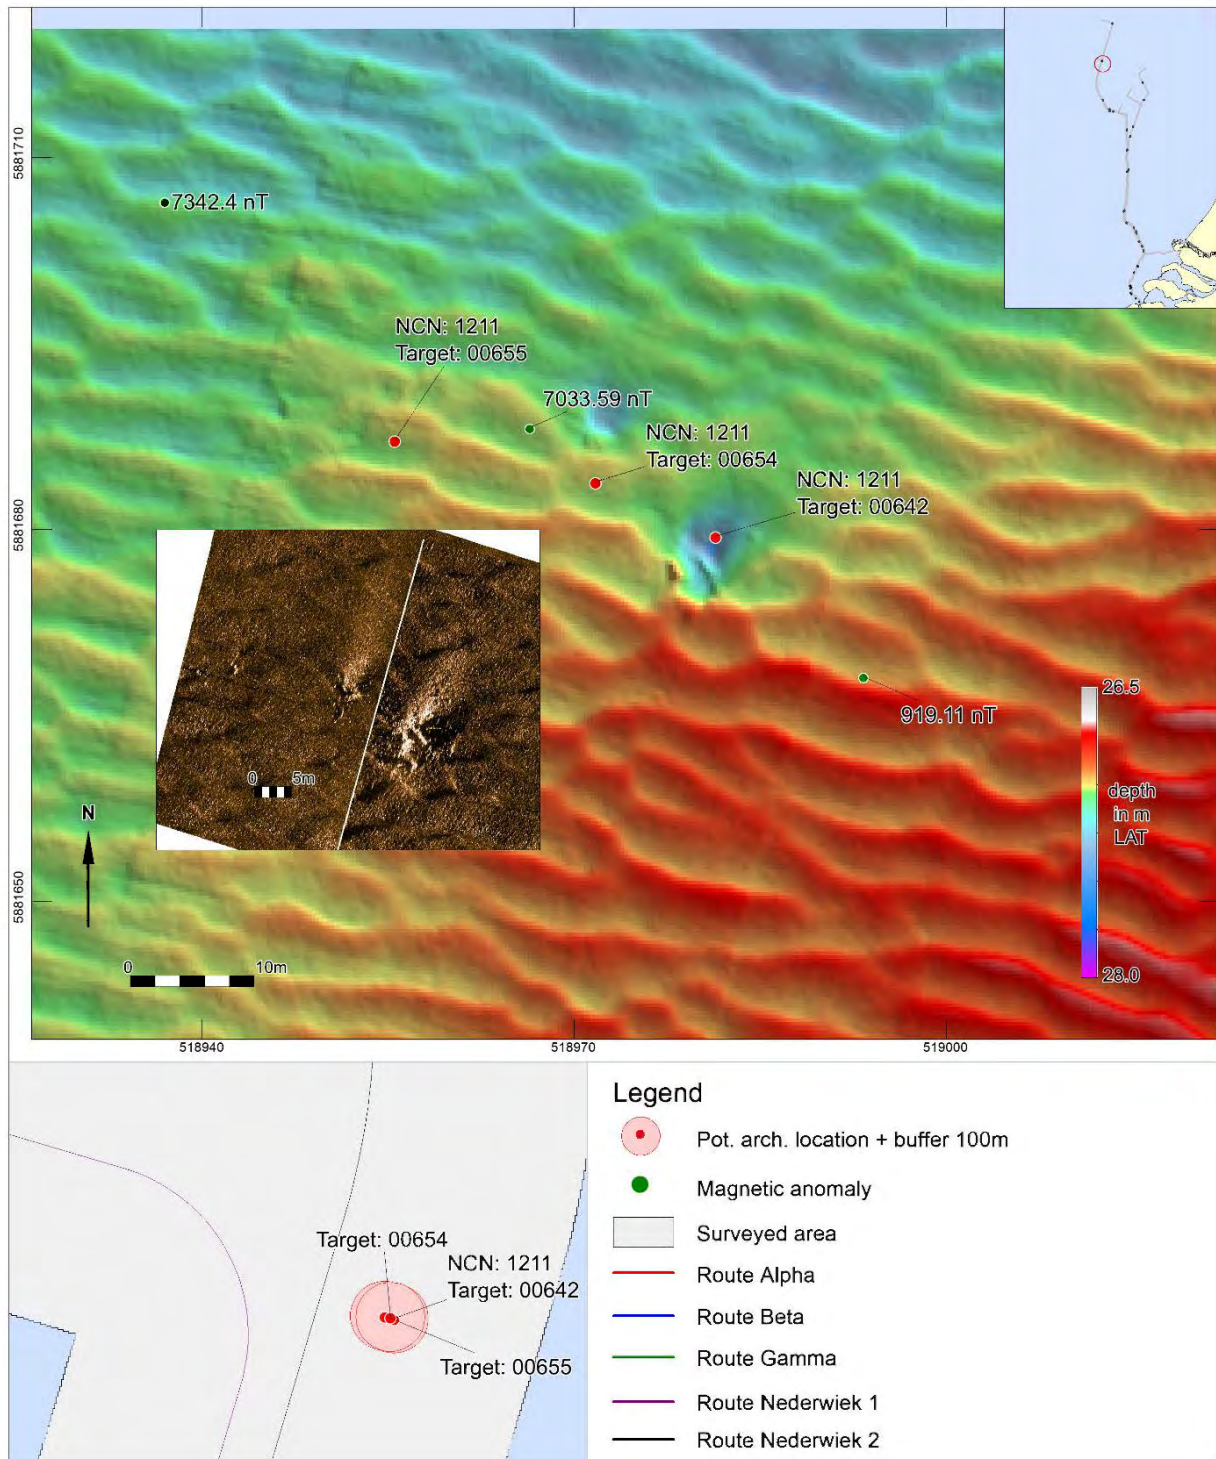 5881710
7342.4 nT
NCN: 1211
Target: 00655
7033.59 nT
NCN: 1211
Target: 00654
NCN: 1211
Target: 00642
5881680
919.11 nT
26.5
depth
in m
LAT
28.0
0 5m
N
5881650
0 10m
518940 518970 519000
Target: 00654
NCN: 1211
Target: 00642
Target: 00655
Legend
Pot. arch. location + buffer 100m
Magnetic anomaly
Surveyed area
Route Alpha
Route Beta
Route Gamma
Route Nederwiek 1
Route Nederwiek 2